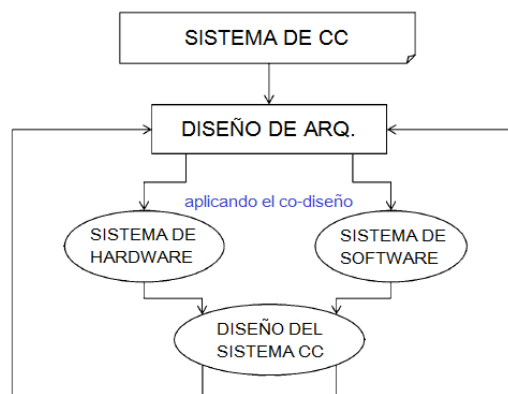 SISTEMA DE CC
DISEÑO DE ARQ.
aplicando el co-diseño
SISTEMA DE
HARDWARE
SISTEMA DE
SOFTWARE
DISEÑO DEL
SISTEMA CC